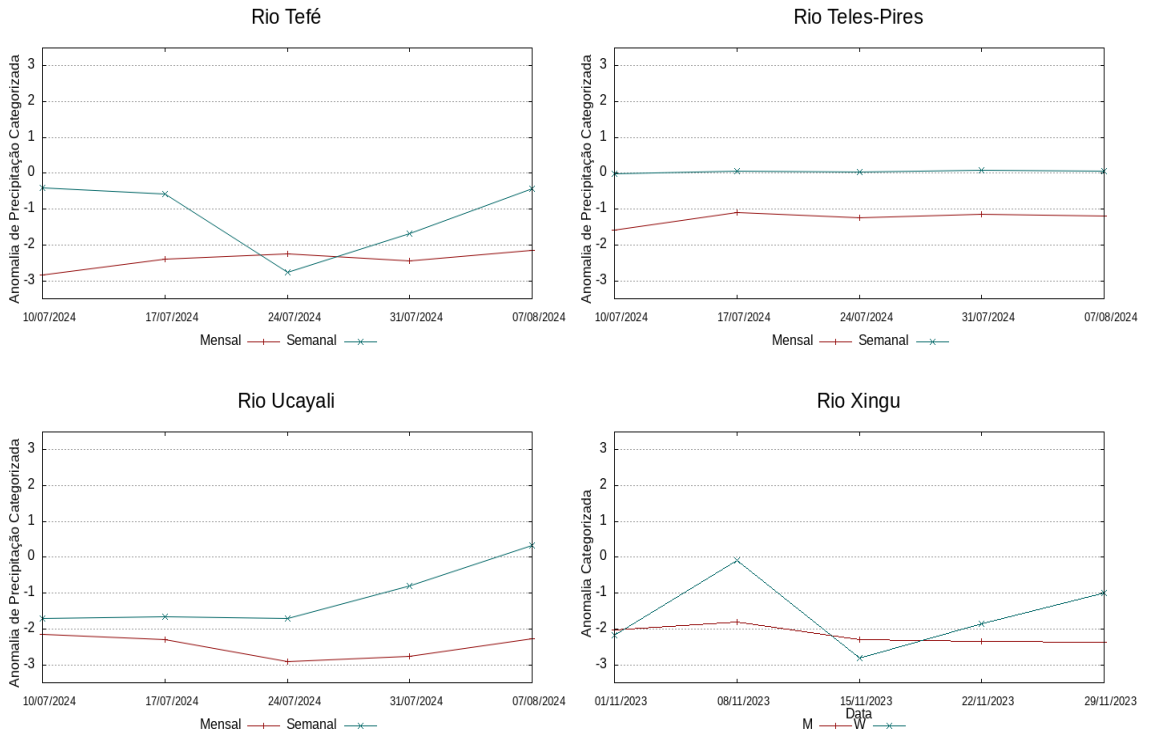 Rio Tefé
Anomalia de Precipitação Categorizada
3
2
1
0
-1
-2
-3
10/07/2024 17/07/2024 24/07/2024 31/07/2024 07/08/2024
Mensal Semanal
Rio Teles-Pires
Anomalia de Precipitação Categorizada
3
2
1
0
-1
-2
-3
10/07/2024 17/07/2024 24/07/2024 31/07/2024 07/08/2024
Mensal Semanal
Rio Ucayali
Anomalia de Precipitação Categorizada
3
2
1
0
-1
-2
-3
10/07/2024 17/07/2024 24/07/2024 31/07/2024 07/08/2024
Mensal Semanal
Rio Xingu
Anomalia Categorizada
3
2
1
0
-1
-2
-3
01/11/2023 08/11/2023 15/11/2023 22/11/2023 29/11/2023
Data
M W